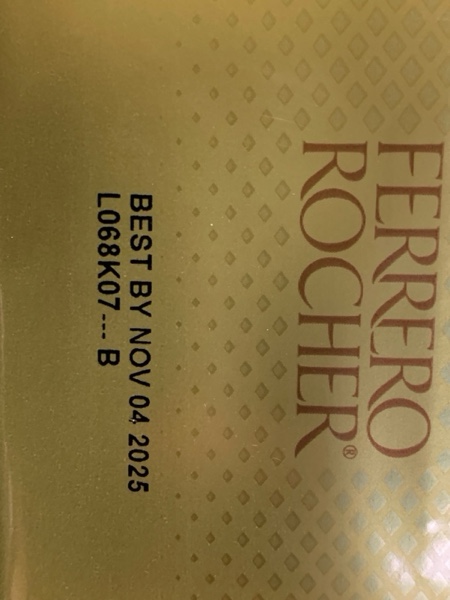 FERRERO
ROCHER®
BEST BY NOV 04 2025
L068K07--- B